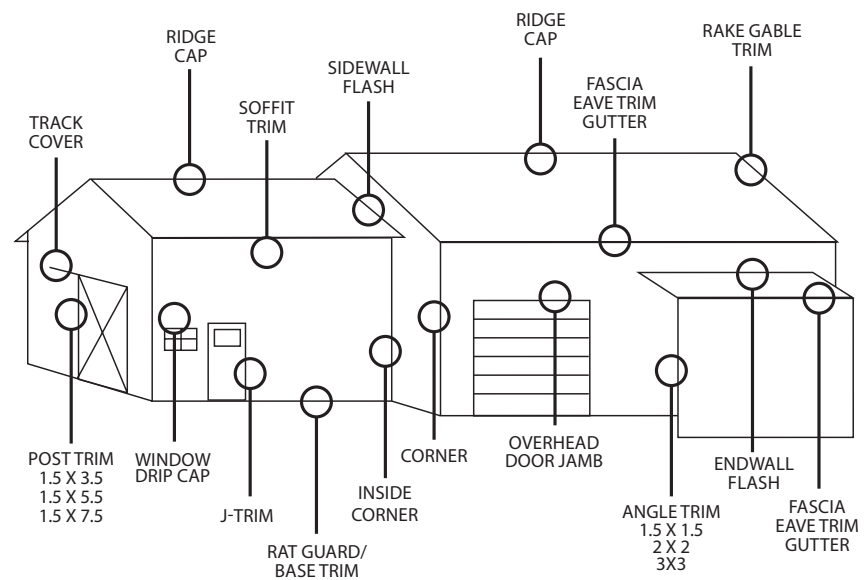 RIDGE
CAP
RIDGE
CAP
RAKE GABLE
TRIM
SIDEWALL
FLASH
FASCIA
EAVE TRIM
GUTTER
SOFFIT
TRIM
TRACK
COVER
POST TRIM
1.5 X 3.5
1.5 X 5.5
1.5 X 7.5
WINDOW
DRIP CAP
J-TRIM
RAT GUARD/
BASE TRIM
INSIDE
CORNER
CORNER
OVERHEAD
DOOR JAMB
ANGLE TRIM
1.5 X 1.5
2 X 2
3X3
ENDWALL
FLASH
FASCIA
EAVE TRIM
GUTTER